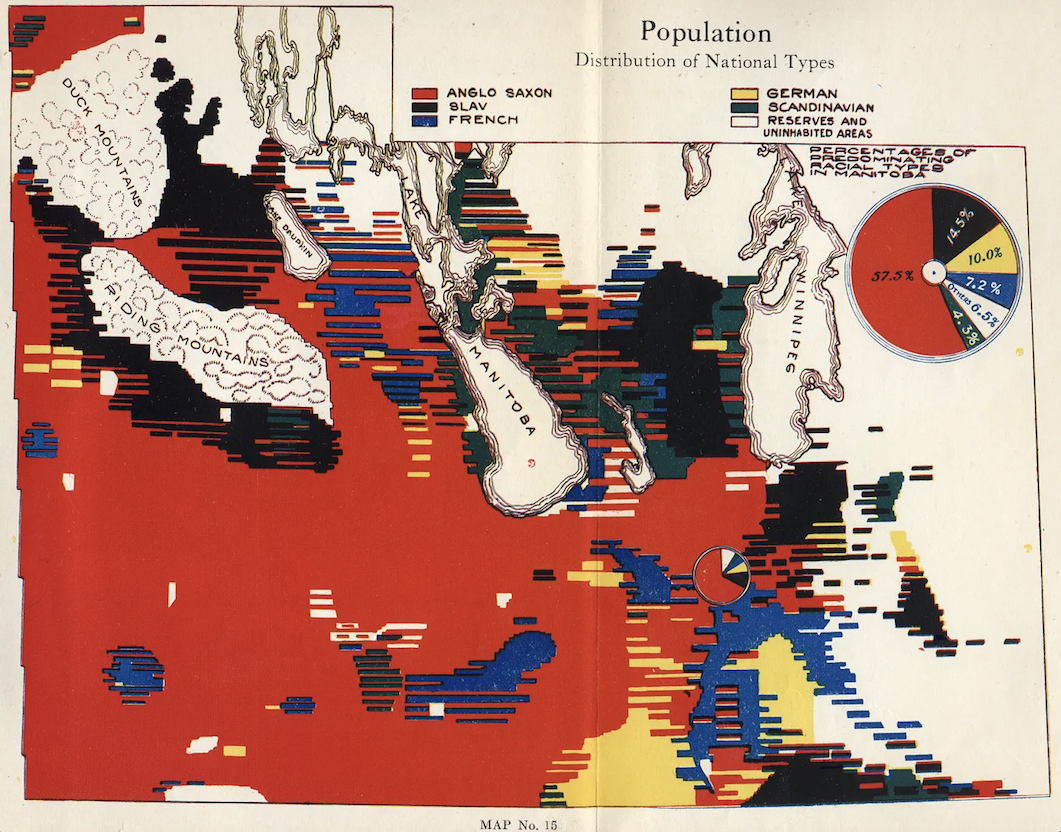 Population
Distribution of National Types
ANGLO SAXON
SLAV
FRENCH
GERMAN
SCANDINAVIAN
RESERVES AND
UNINHABITED AREAS
PERCENTAGES OF
PREDOMINATING
RACIAL TYPES
IN MANITOBA
57.5%
14.5%
10.0%
7.2%
OTHERS 6.5%
4.3%
DUCK MOUNTAINS
RIDING MOUNTAINS
LAKE DAUPHIN
LAKE
MANITOBA
WINNIPEG
MAP No. 15